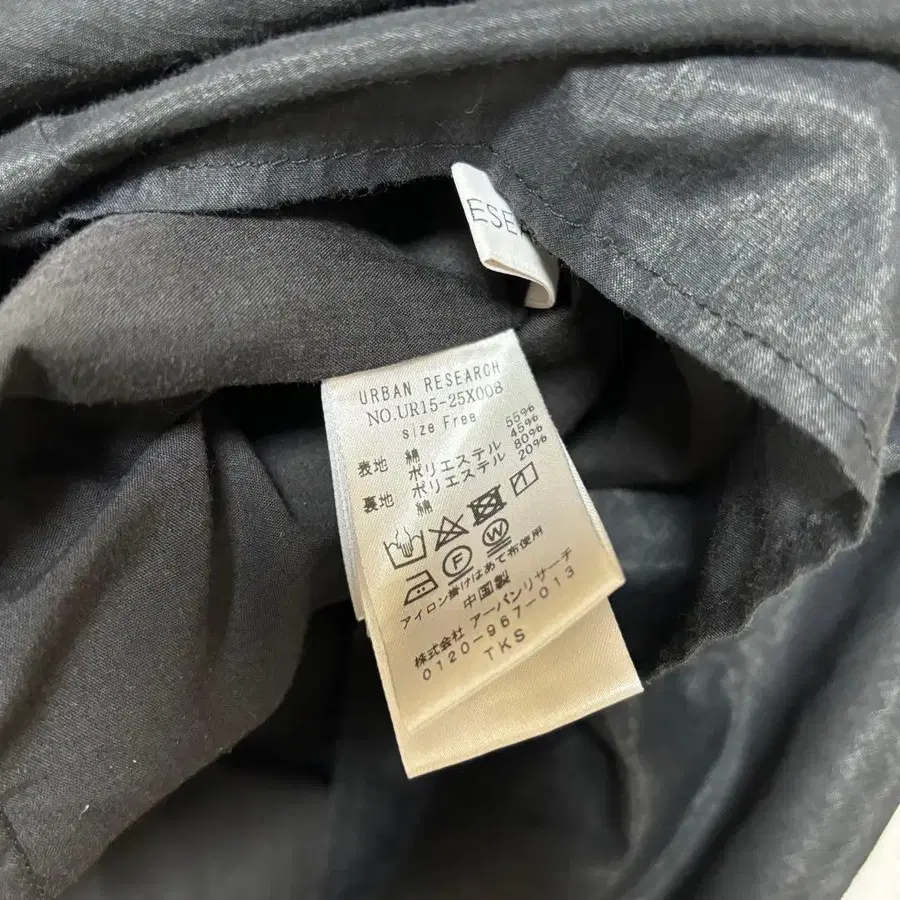 ESE
URBAN RESEARCH
NO.UR15-25X008
size Free
表地 綿 55%
ポリエステル 45%
裏地 ポリエステル 80%
綿 20%
F W
アイロン掛けはあて布使用
中国製
株式会社 アーバンリサーチ
0120-967-013
TKS